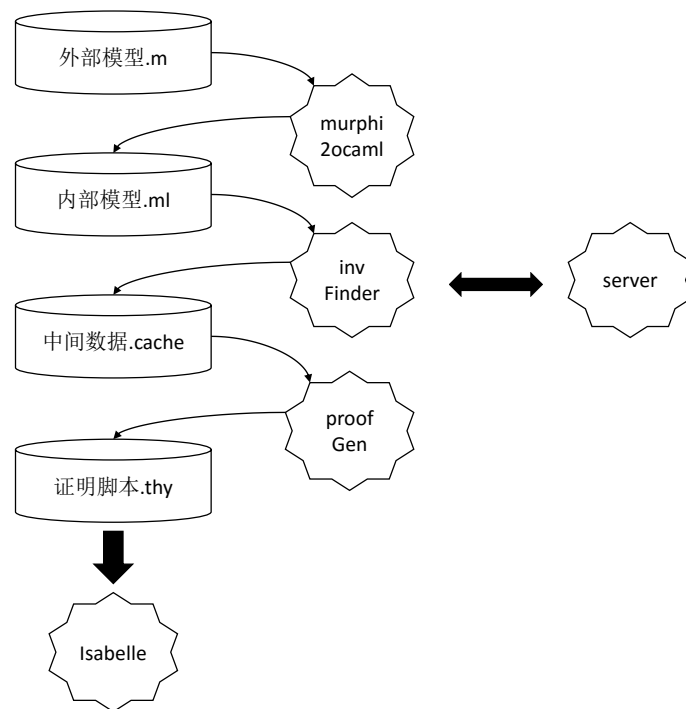 外部模型.m
murphi
2ocaml
内部模型.ml
inv
Finder
server
中间数据.cache
proof
Gen
证明脚本.thy
Isabelle